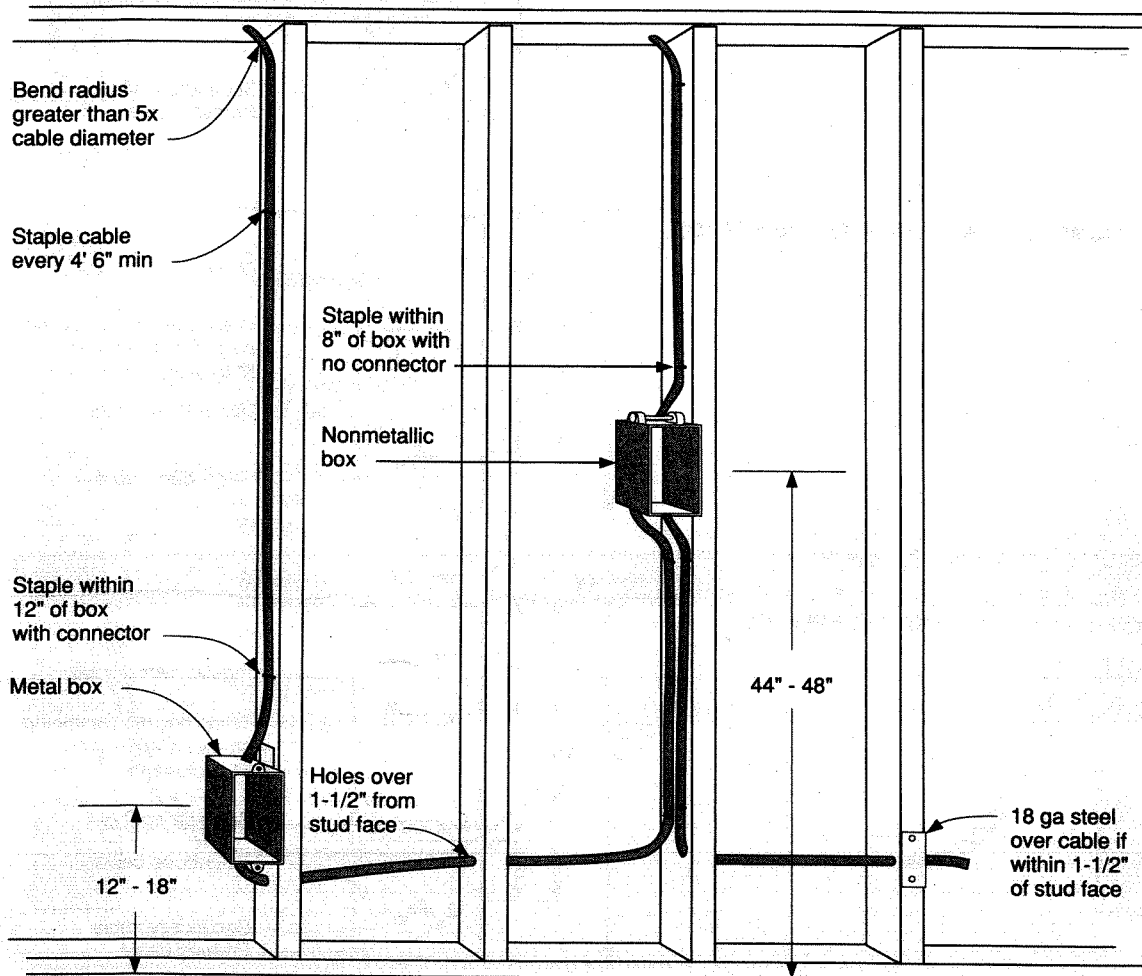 Bend radius
greater than 5x
cable diameter
Staple cable
every 4' 6" min
Staple within
8" of box with
no connector
Nonmetallic
box
Staple within
12" of box
with connector
Metal box
44" - 48"
Holes over
1-1/2" from
stud face
12" - 18"
18 ga steel
over cable if
within 1-1/2"
of stud face